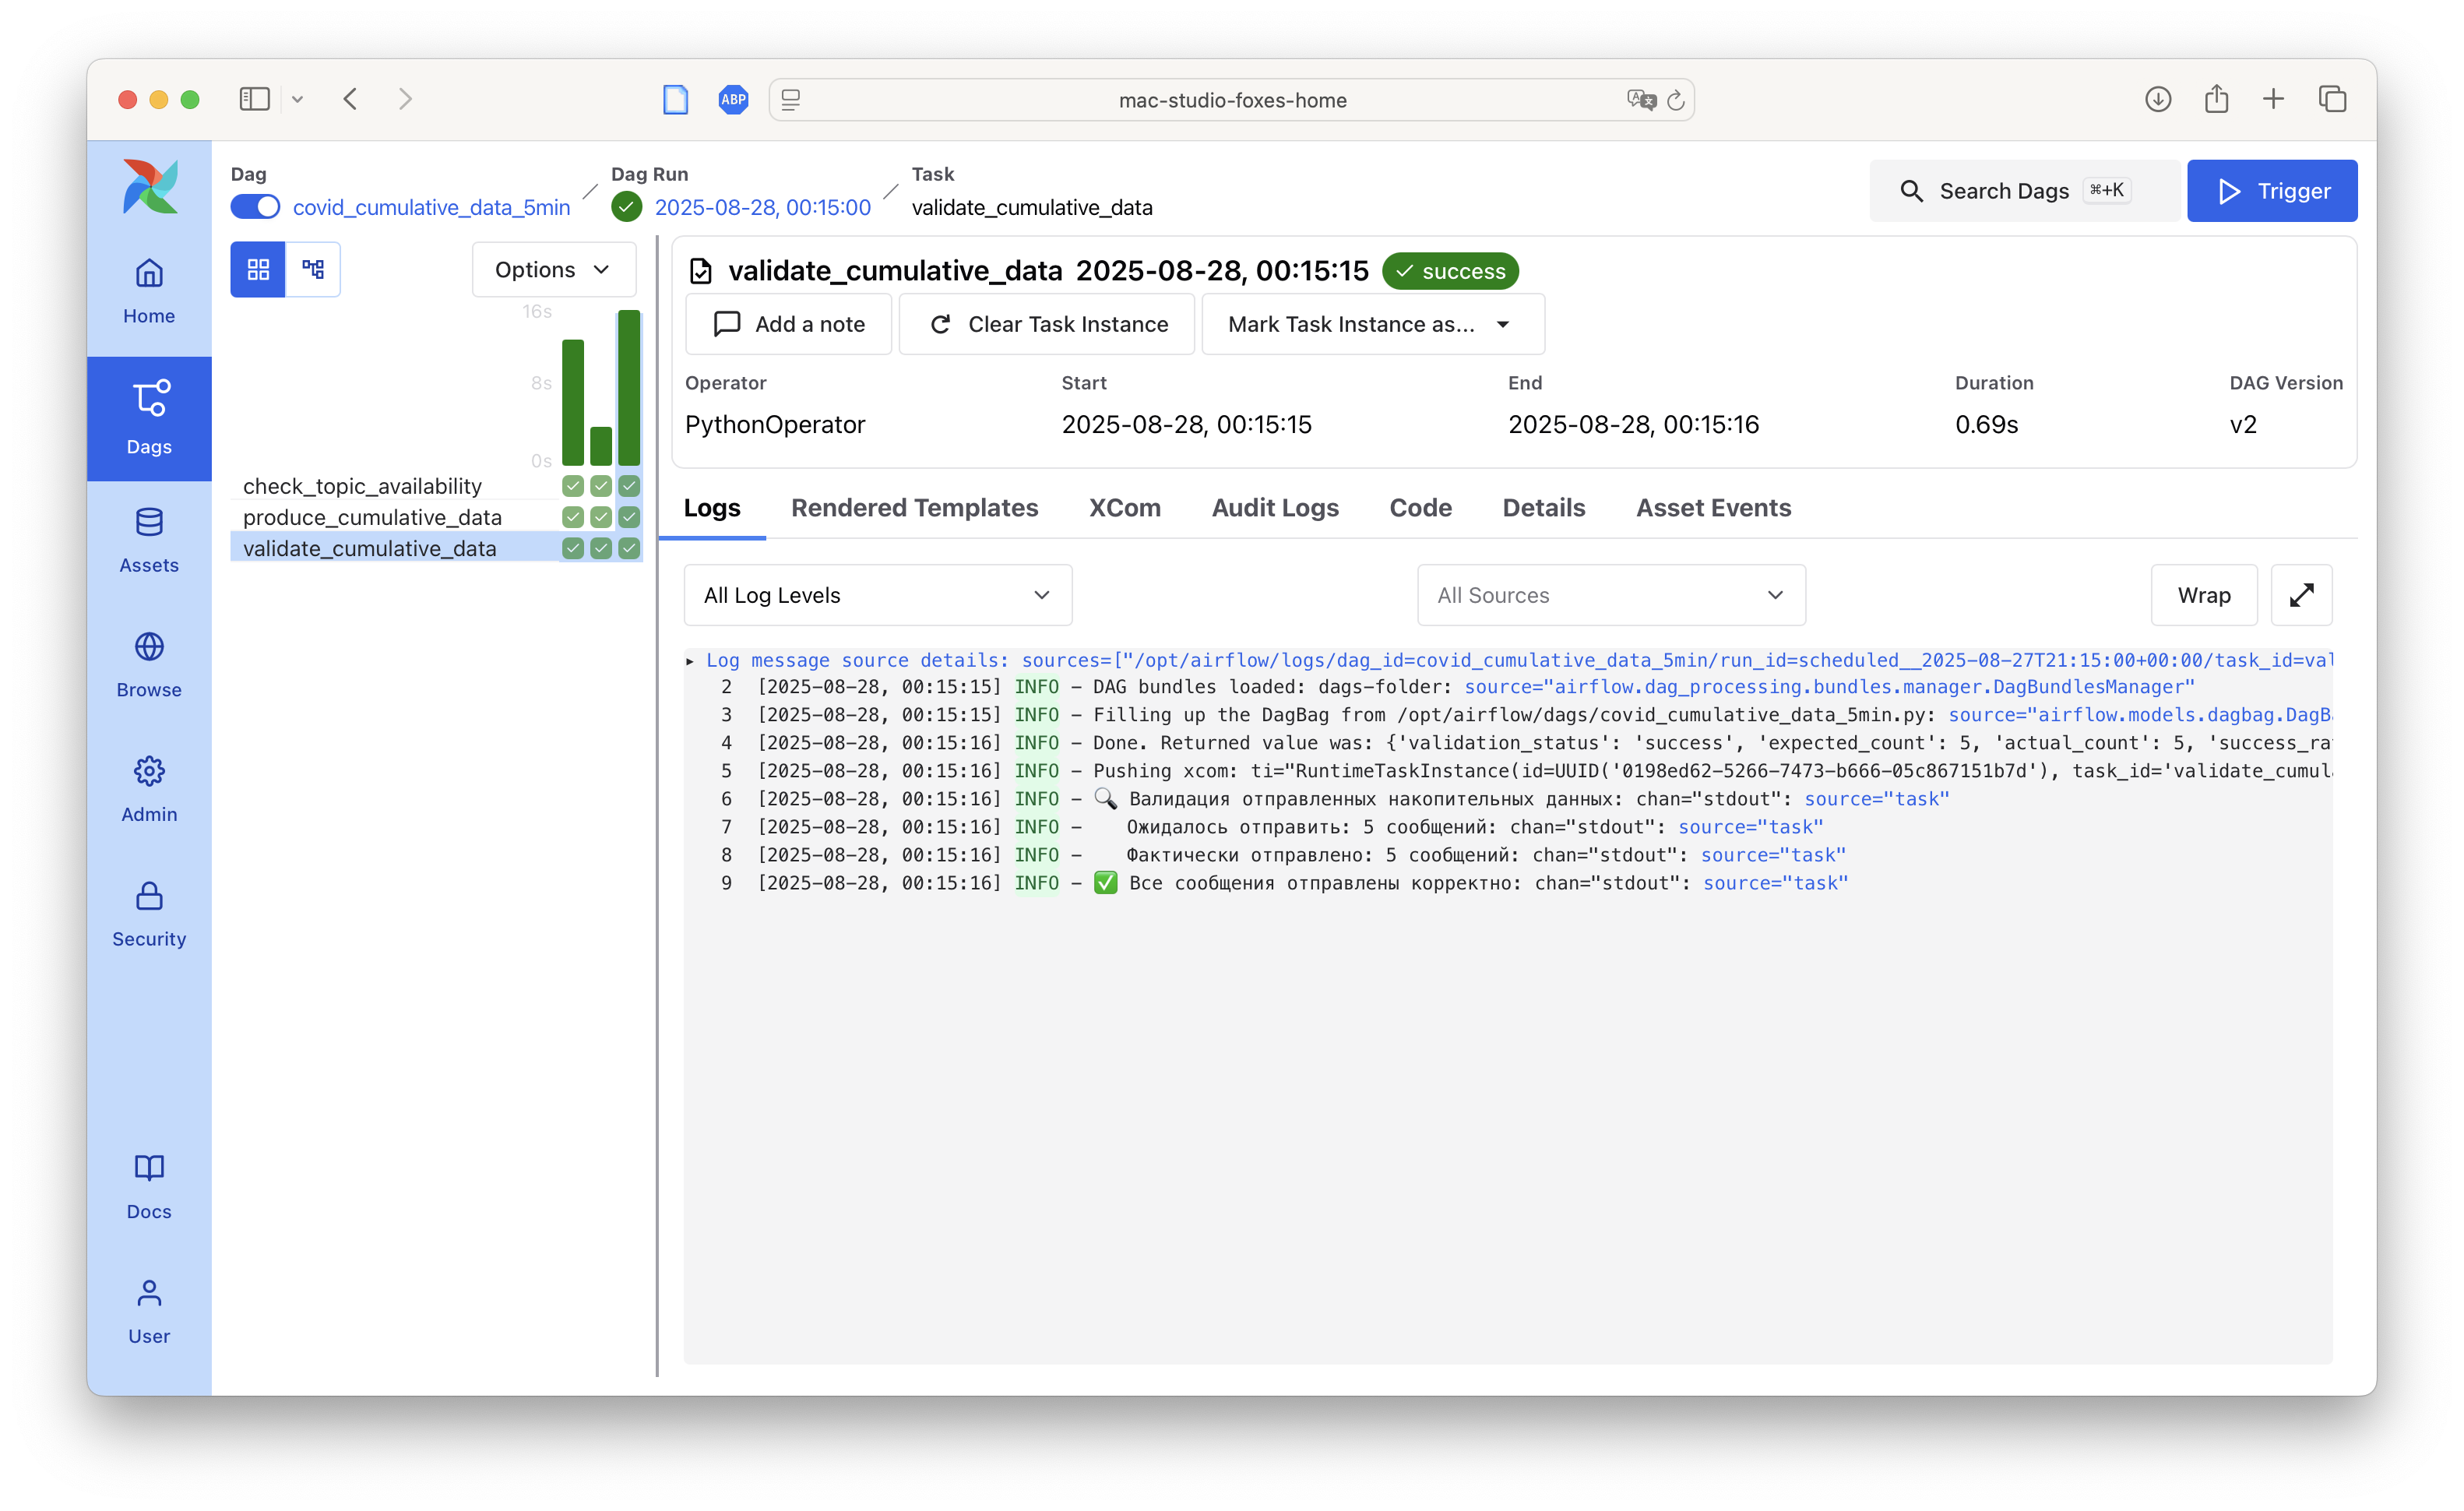 ABP
mac-studio-foxes-home
Dag
covid_cumulative_data_5min
Dag Run
2025-08-28, 00:15:00
Task
validate_cumulative_data
Search Dags ⌘+K
Trigger
Home
Dags
Assets
Browse
Admin
Security
Docs
User
Options
16s
8s
0s
check_topic_availability
produce_cumulative_data
validate_cumulative_data
validate_cumulative_data 2025-08-28, 00:15:15 success
Add a note
Clear Task Instance
Mark Task Instance as...
Operator Start End Duration DAG Version
PythonOperator 2025-08-28, 00:15:15 2025-08-28, 00:15:16 0.69s v2
Logs Rendered Templates XCom Audit Logs Code Details Asset Events
All Log Levels All Sources Wrap
Log message source details: sources=["/opt/airflow/logs/dag_id=covid_cumulative_data_5min/run_id=scheduled__2025-08-27T21:15:00+00:00/task_id=val
2 [2025-08-28, 00:15:15] INFO – DAG bundles loaded: dags-folder: source="airflow.dag_processing.bundles.manager.DagBundlesManager"
3 [2025-08-28, 00:15:15] INFO – Filling up the DagBag from /opt/airflow/dags/covid_cumulative_data_5min.py: source="airflow.models.dagbag.DagB
4 [2025-08-28, 00:15:16] INFO – Done. Returned value was: {'validation_status': 'success', 'expected_count': 5, 'actual_count': 5, 'success_ra
5 [2025-08-28, 00:15:16] INFO – Pushing xcom: ti="RuntimeTaskInstance(id=UUID('0198ed62-5266-7473-b666-05c867151b7d'), task_id='validate_cumul
6 [2025-08-28, 00:15:16] INFO – 🔍 Валидация отправленных накопительных данных: chan="stdout": source="task"
7 [2025-08-28, 00:15:16] INFO – Ожидалось отправить: 5 сообщений: chan="stdout": source="task"
8 [2025-08-28, 00:15:16] INFO – Фактически отправлено: 5 сообщений: chan="stdout": source="task"
9 [2025-08-28, 00:15:16] INFO – ✅ Все сообщения отправлены корректно: chan="stdout": source="task"